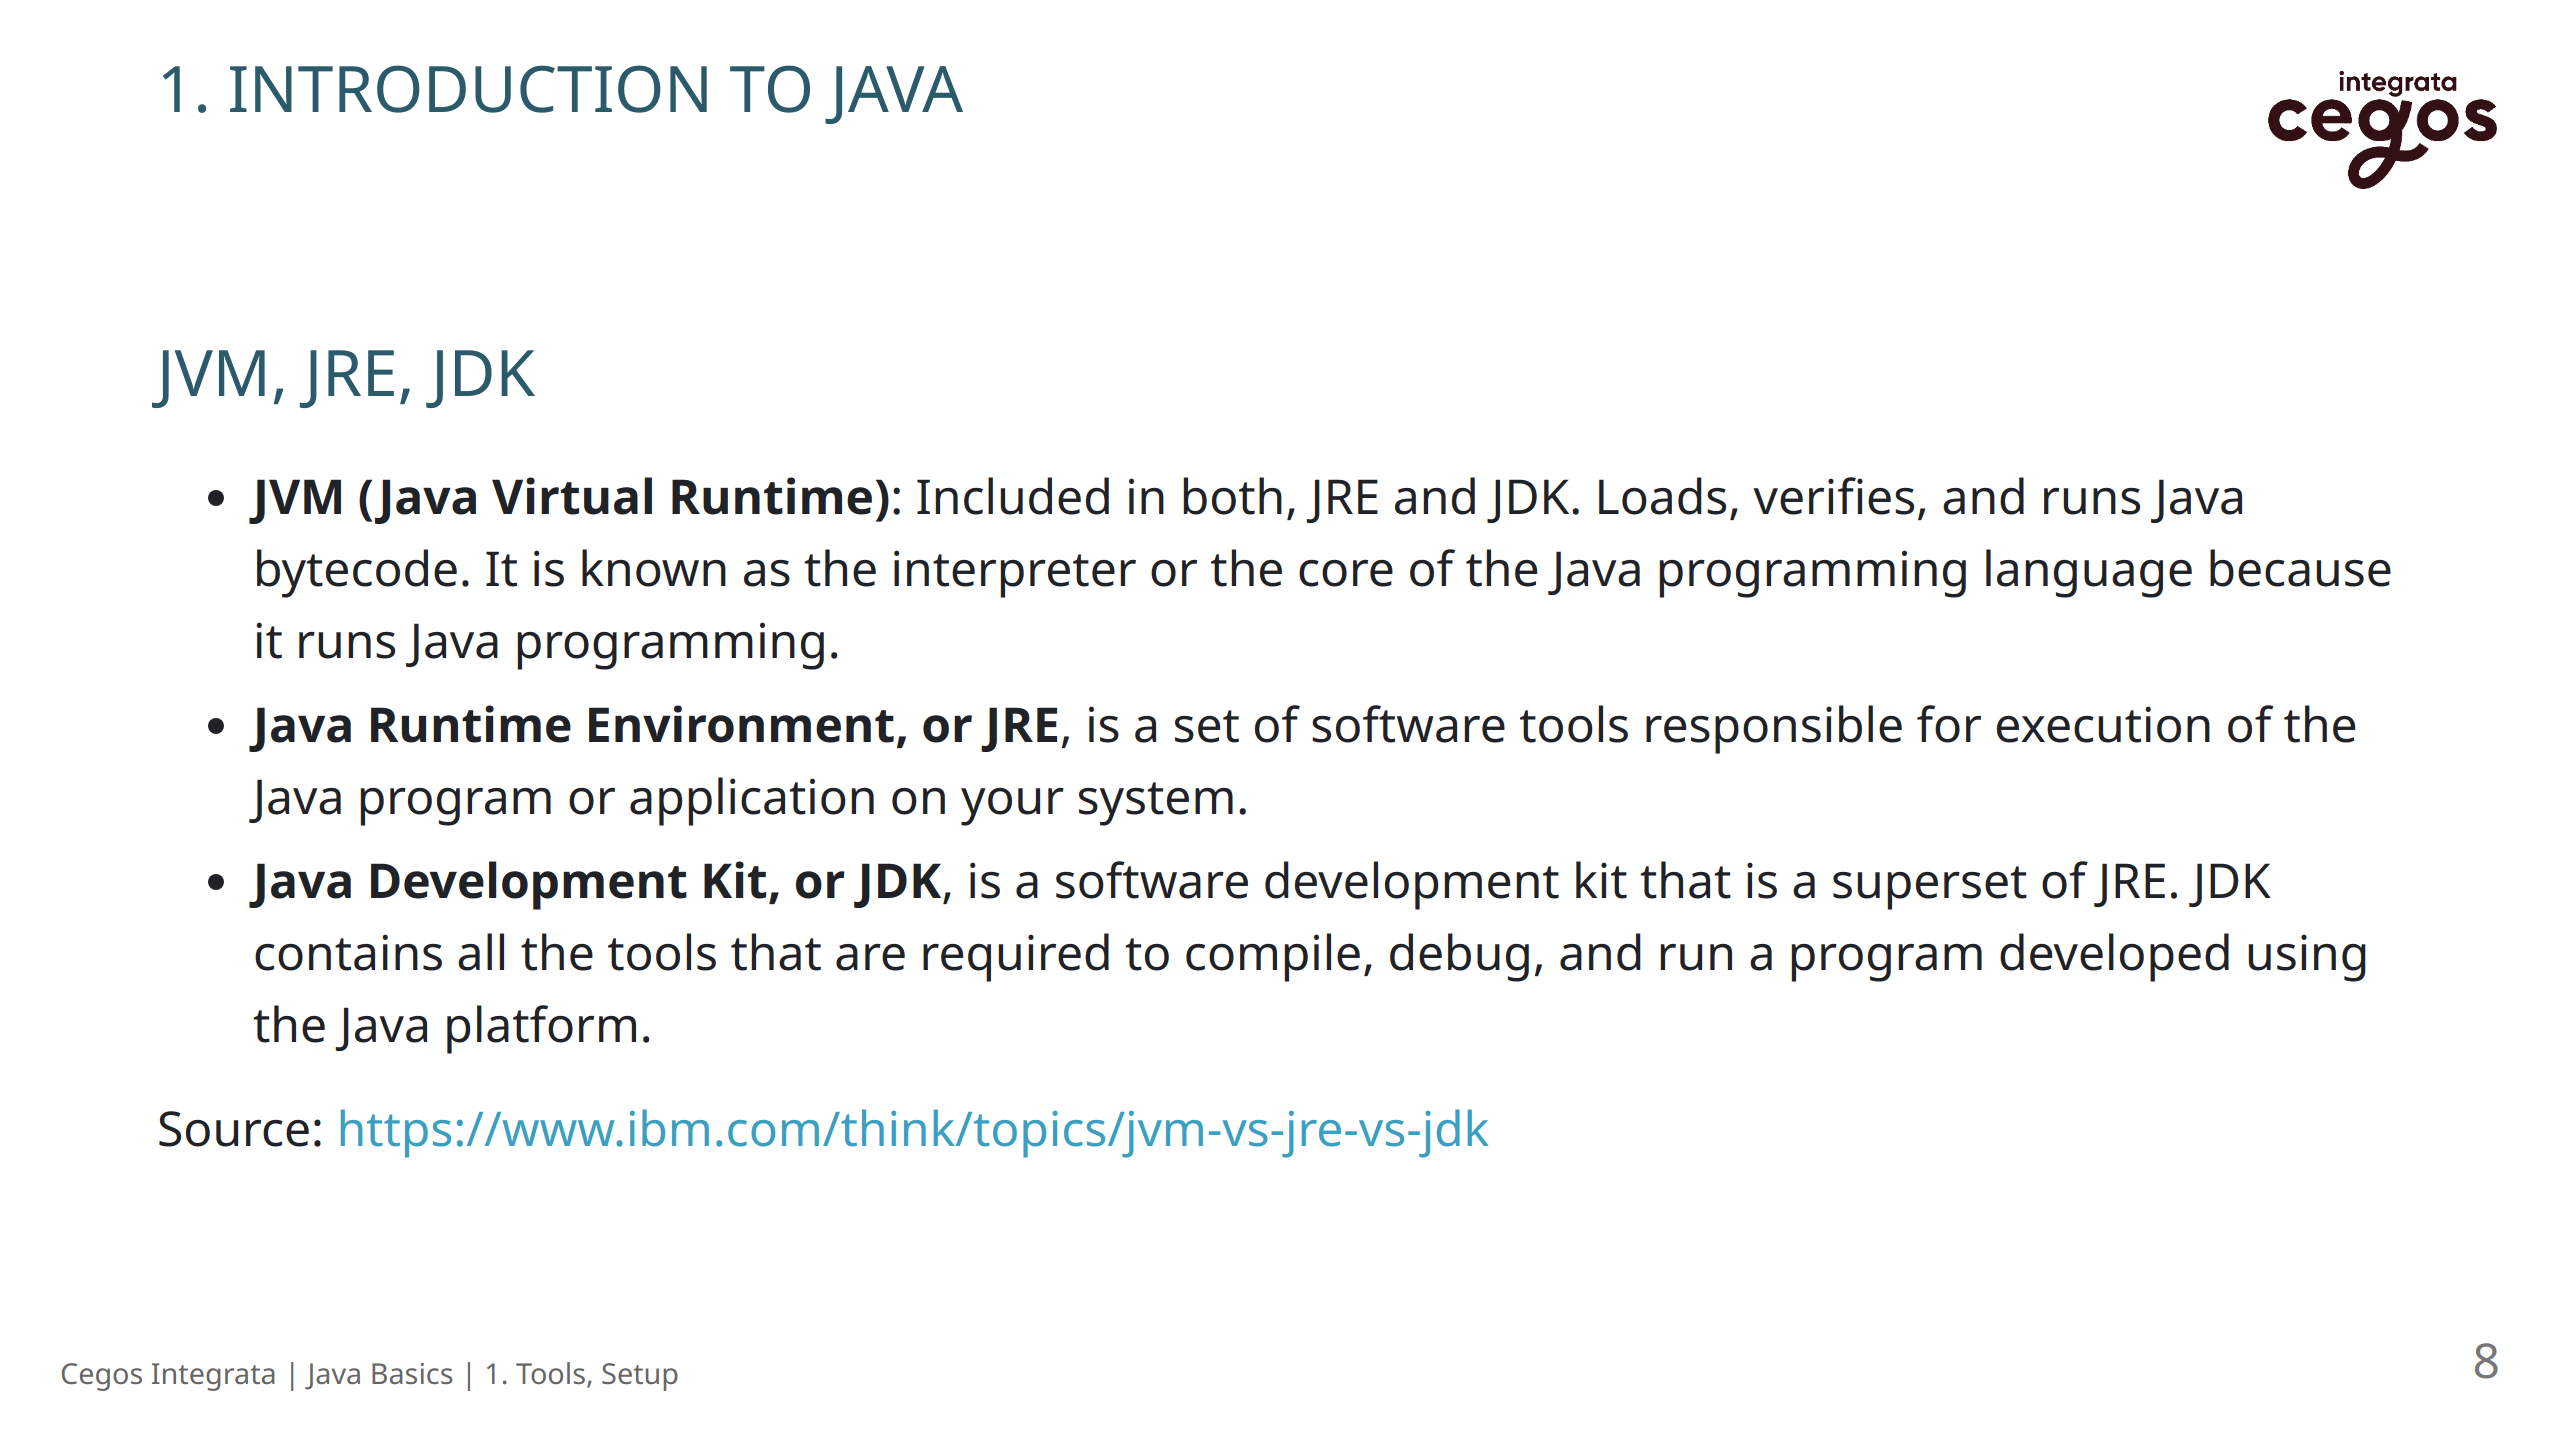 1. INTRODUCTION TO JAVA
integrata
cegos
JVM, JRE, JDK
• JVM (Java Virtual Runtime): Included in both, JRE and JDK. Loads, verifies, and runs Java
bytecode. It is known as the interpreter or the core of the Java programming language because
it runs Java programming.
• Java Runtime Environment, or JRE, is a set of software tools responsible for execution of the
Java program or application on your system.
• Java Development Kit, or JDK, is a software development kit that is a superset of JRE. JDK
contains all the tools that are required to compile, debug, and run a program developed using
the Java platform.
Source: https://www.ibm.com/think/topics/jvm-vs-jre-vs-jdk
Cegos Integrata | Java Basics | 1. Tools, Setup
8